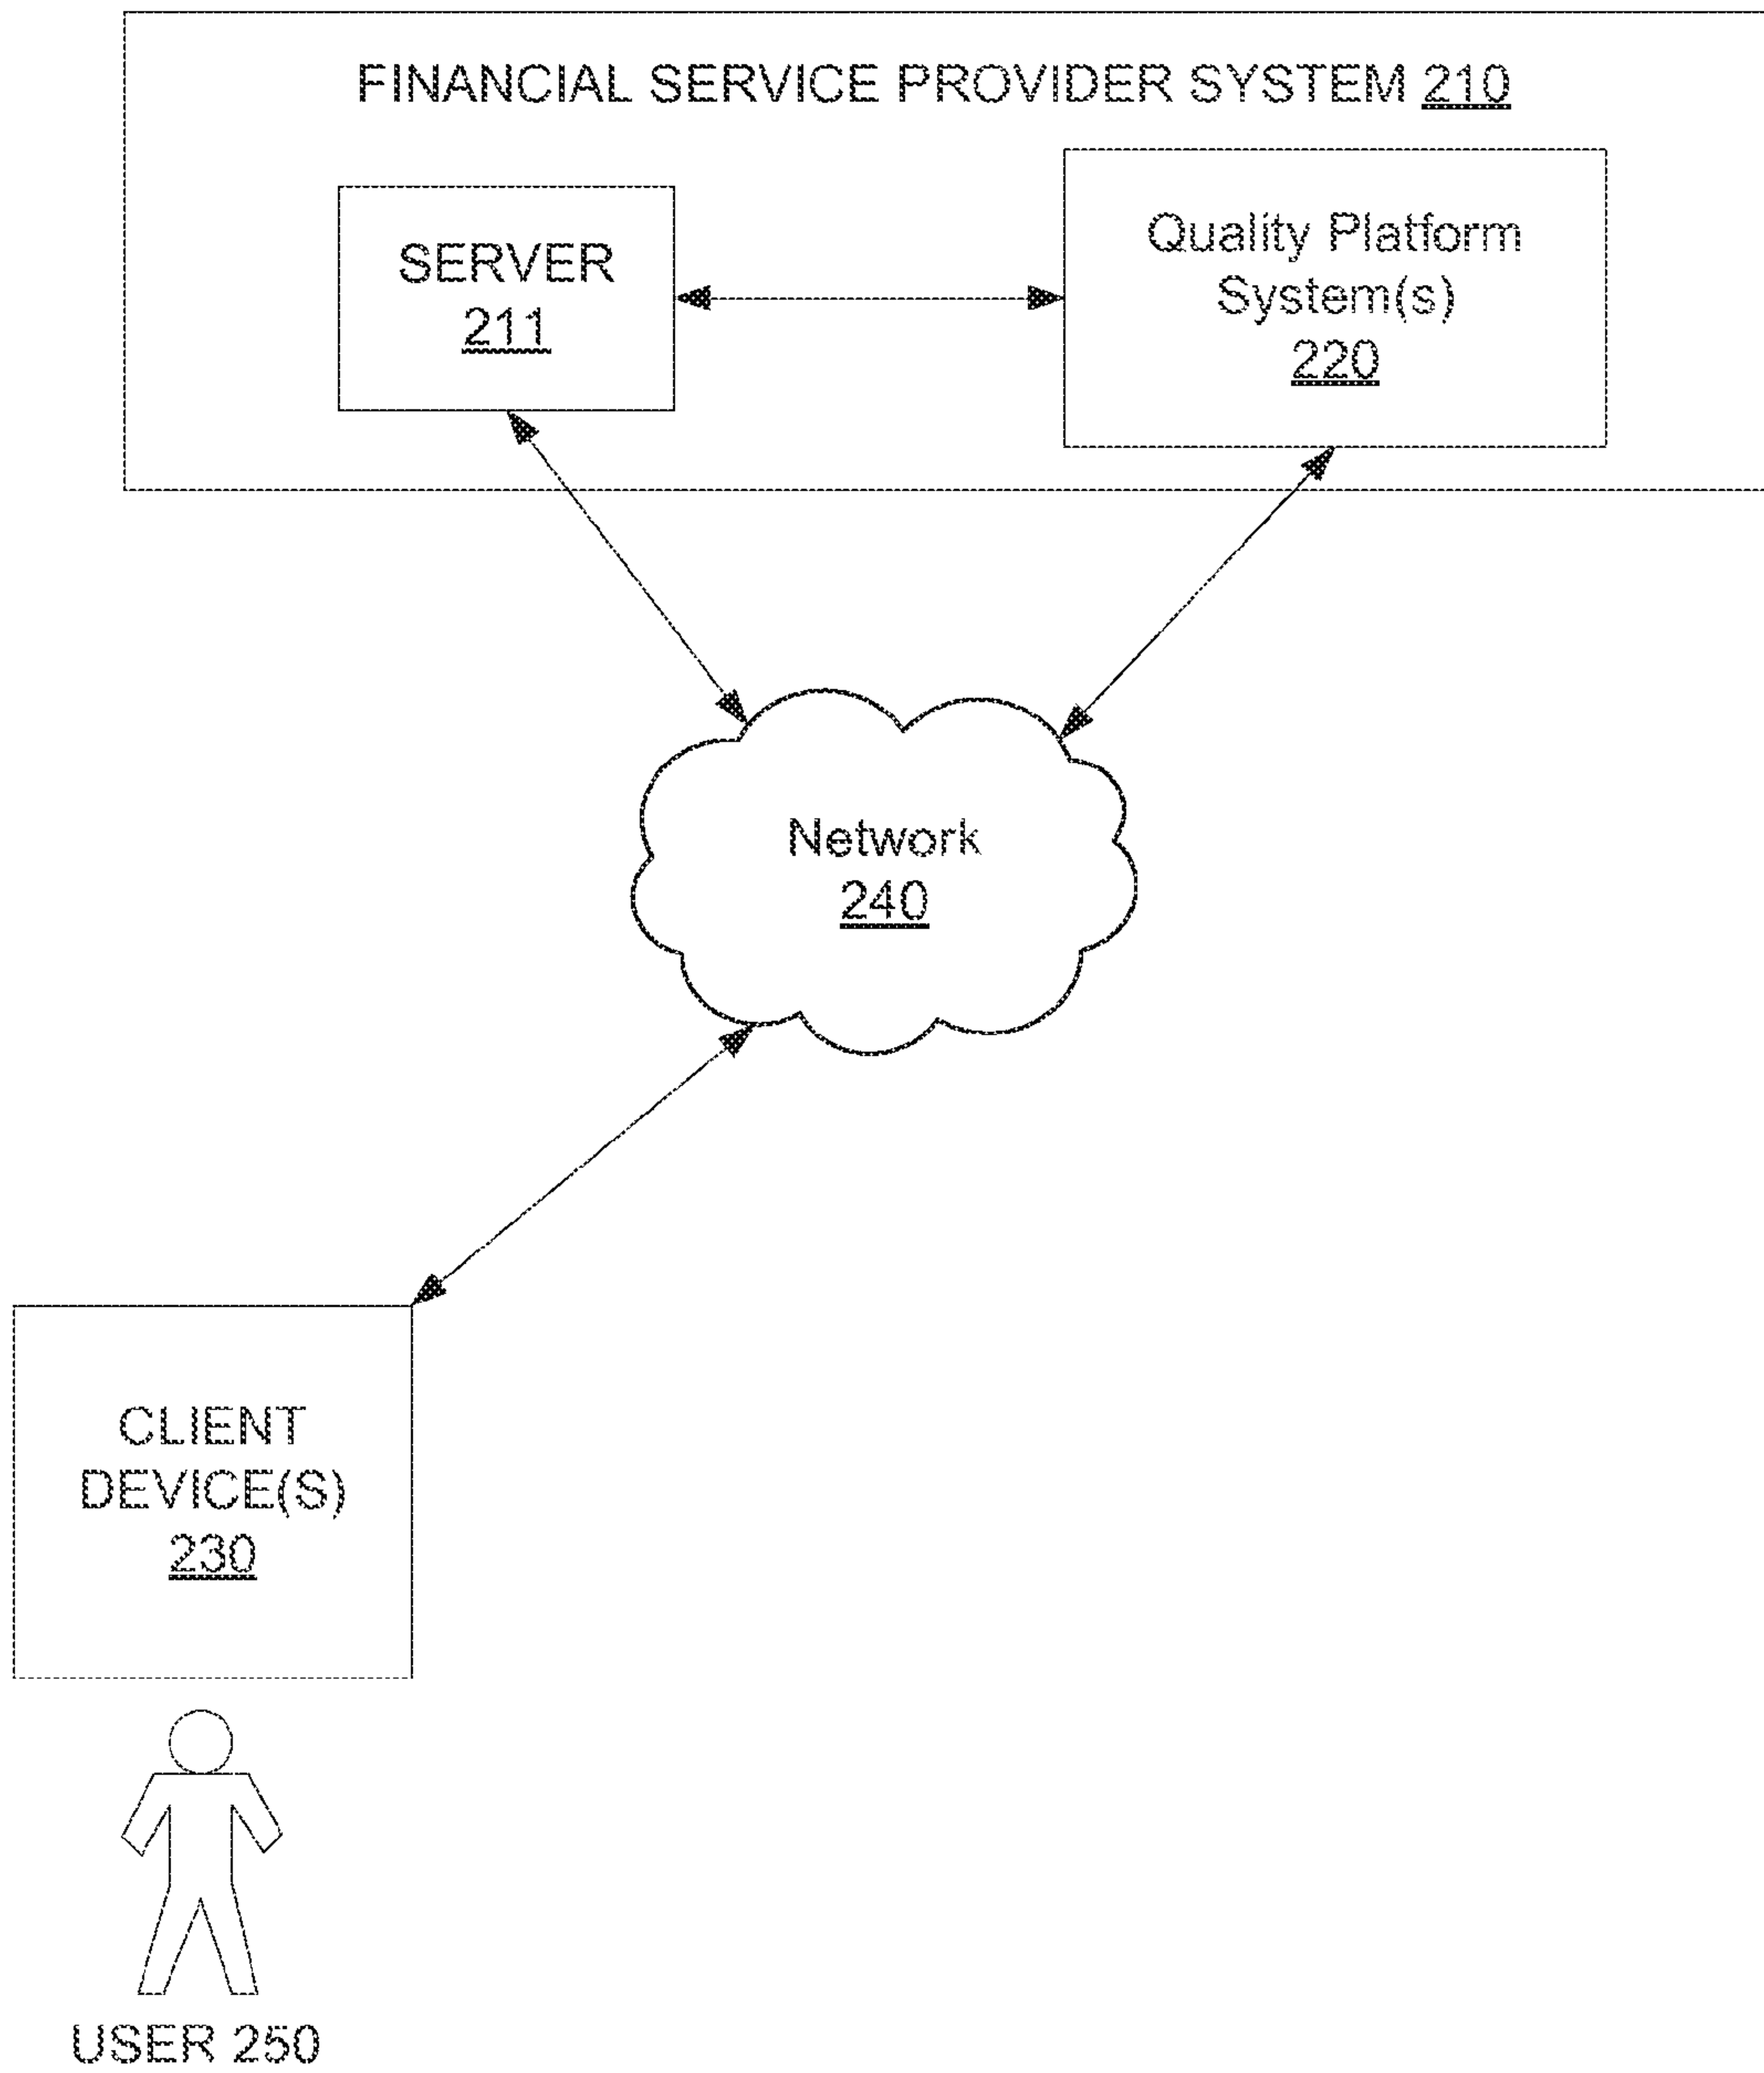 FINANCIAL SERVICE PROVIDER SYSTEM 210
SERVER
211
Quality Platform
System(s)
220
Network
240
CLIENT
DEVICE(S)
230
USER 250